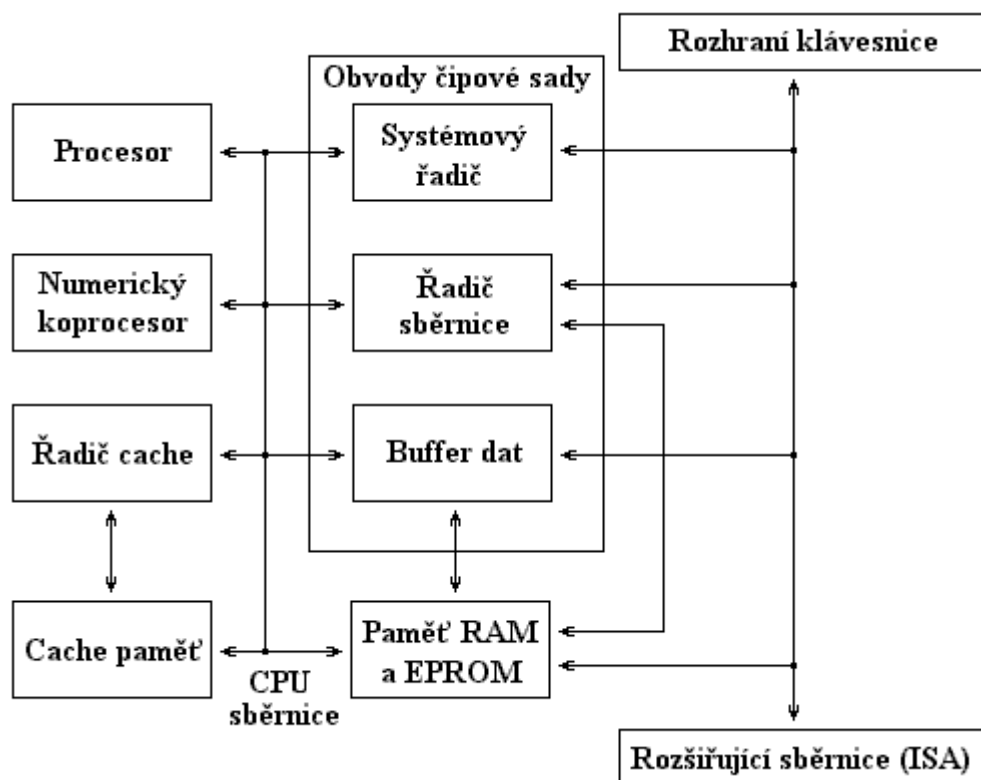 Rozhraní klávesnice
Obvody čipové sady
Procesor
Systémový
řadič
Numerický
koprocesor
Řadič
sběrnice
Řadič cache
Buffer dat
Cache paměť
Paměť RAM
a EPROM
CPU
sběrnice
Rozšiřující sběrnice (ISA)